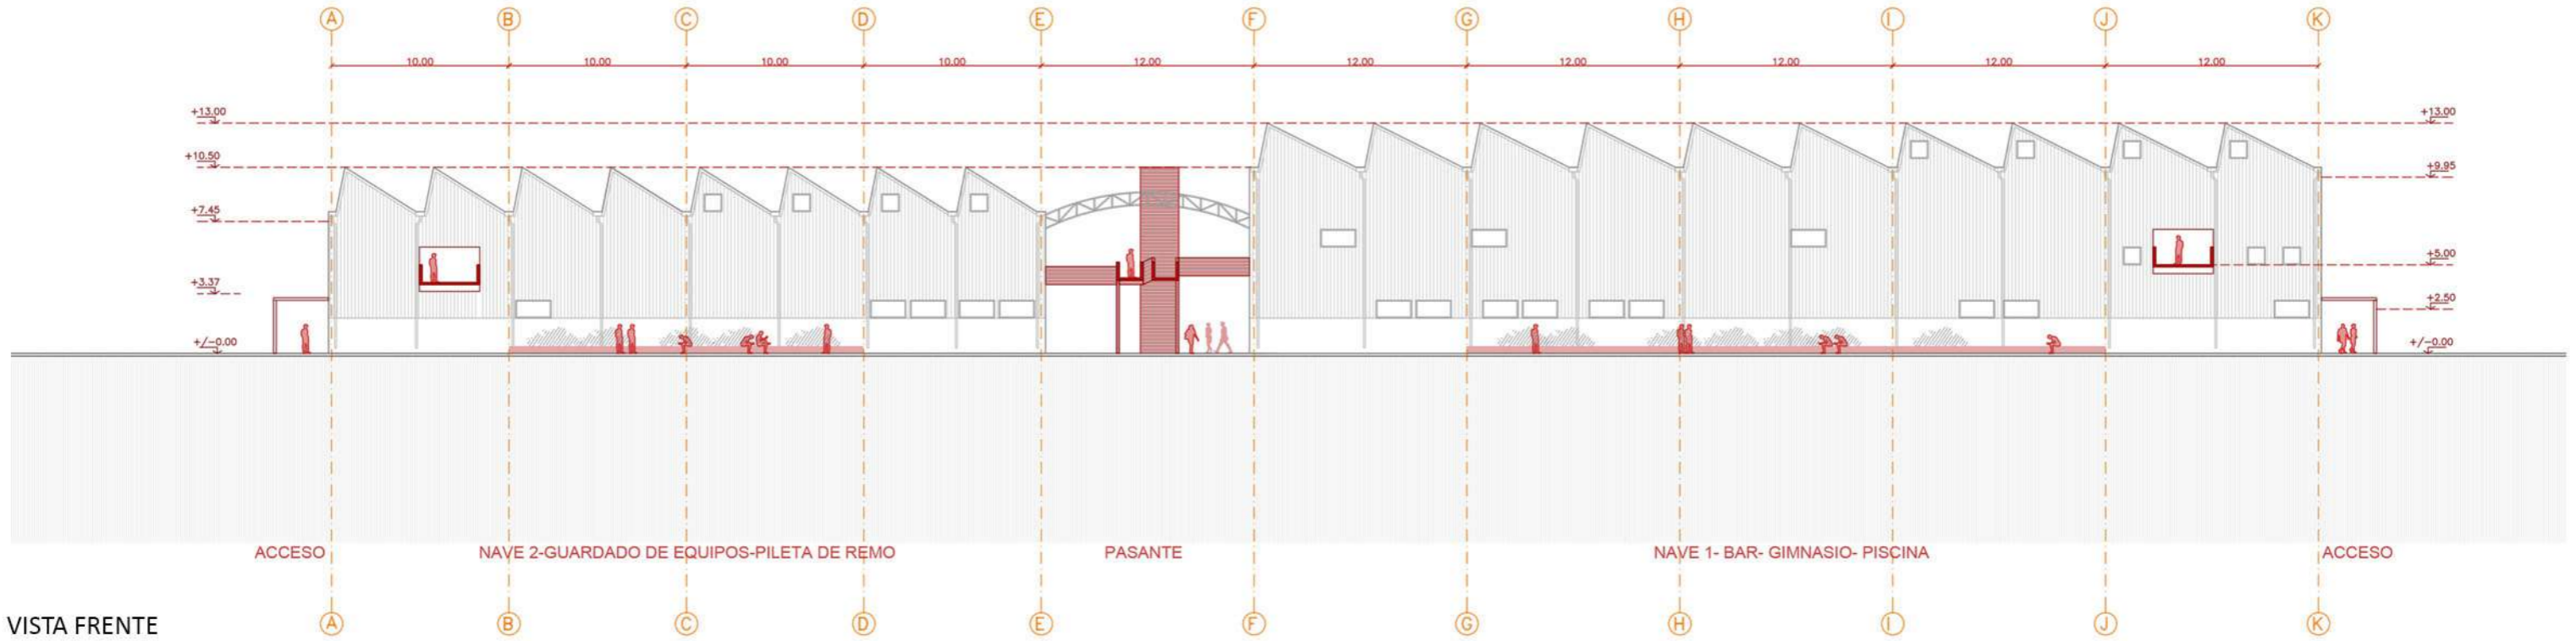 A B C D E F G H I J K
10.00 10.00 10.00 10.00 12.00 12.00 12.00 12.00 12.00 12.00
+13.00 +13.00
+10.50 +9.95
+7.45
+5.00
+3.37
+2.50
+/-0.00 +/-0.00
ACCESO NAVE 2-GUARDADO DE EQUIPOS-PILETA DE REMO PASANTE NAVE 1- BAR- GIMNASIO- PISCINA ACCESO
A B C D E F G H I J K
VISTA FRENTE